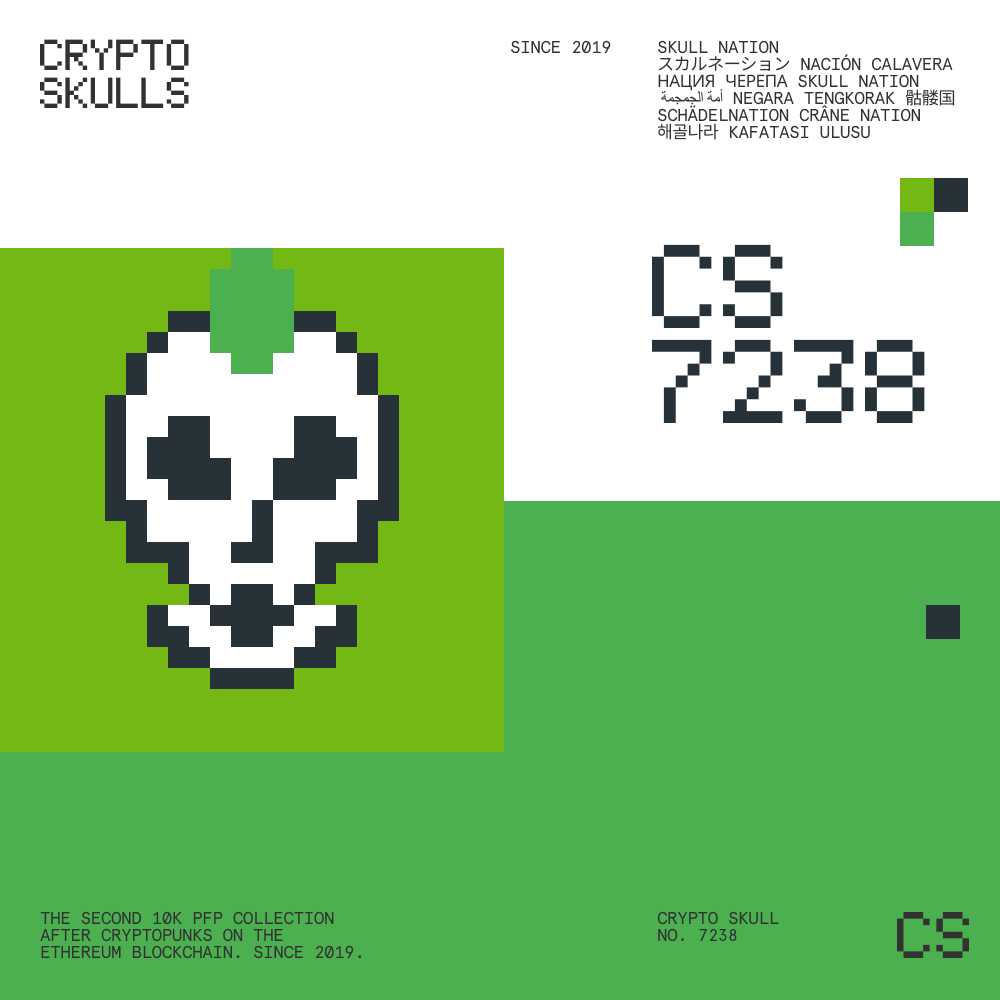 CRYPTO
SKULLS
SINCE 2019
SKULL NATION
スカルネーション NACIÓN CALAVERA
НАЦИЯ ЧЕРЕПА SKULL NATION
أمة الجمجمة NEGARA TENGKORAK 骷髅国
SCHÄDELNATION CRÂNE NATION
해골나라 KAFATASI ULUSU
CS
7238
THE SECOND 10K PFP COLLECTION
AFTER CRYPTOPUNKS ON THE
ETHEREUM BLOCKCHAIN. SINCE 2019.
CRYPTO SKULL
NO. 7238
CS